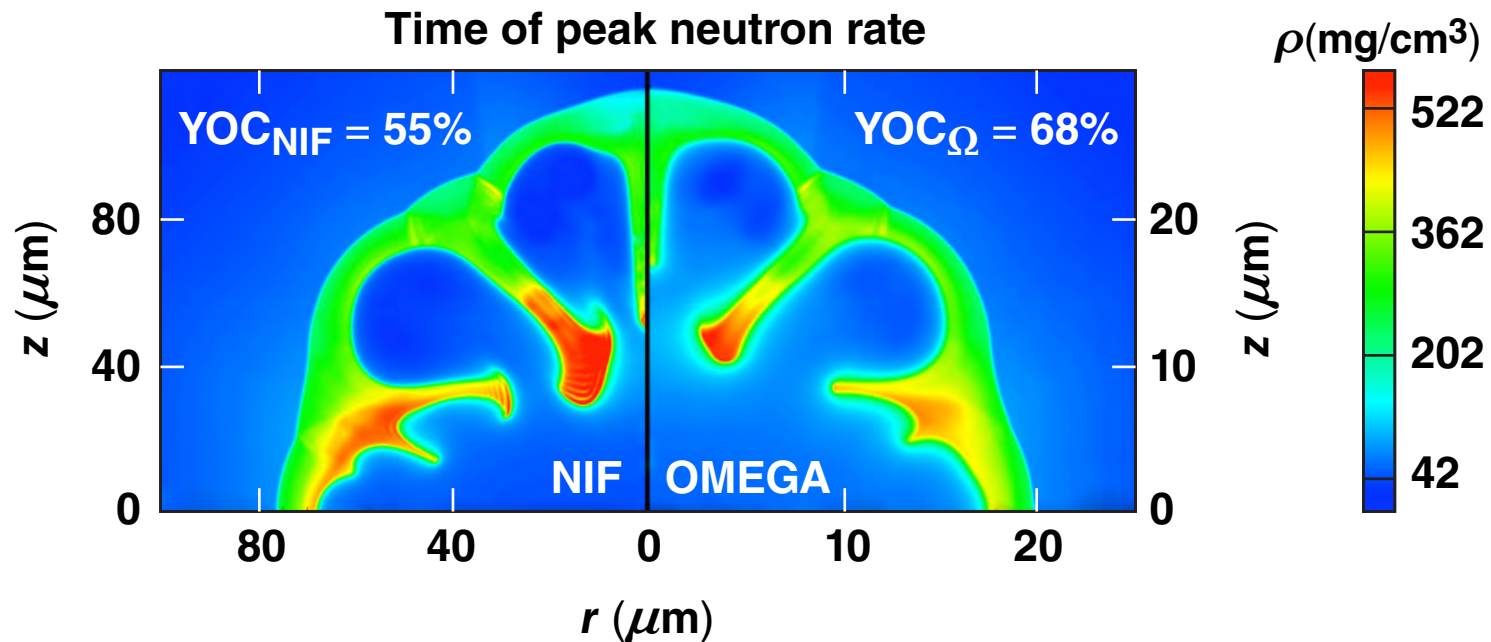 Time of peak neutron rate
ρ(mg/cm³)
YOC_NIF = 55%
YOC_Ω = 68%
522
362
202
42
z (μm)
80
40
0
20
10
0
z (μm)
NIF
OMEGA
80
40
0
10
20
r (μm)